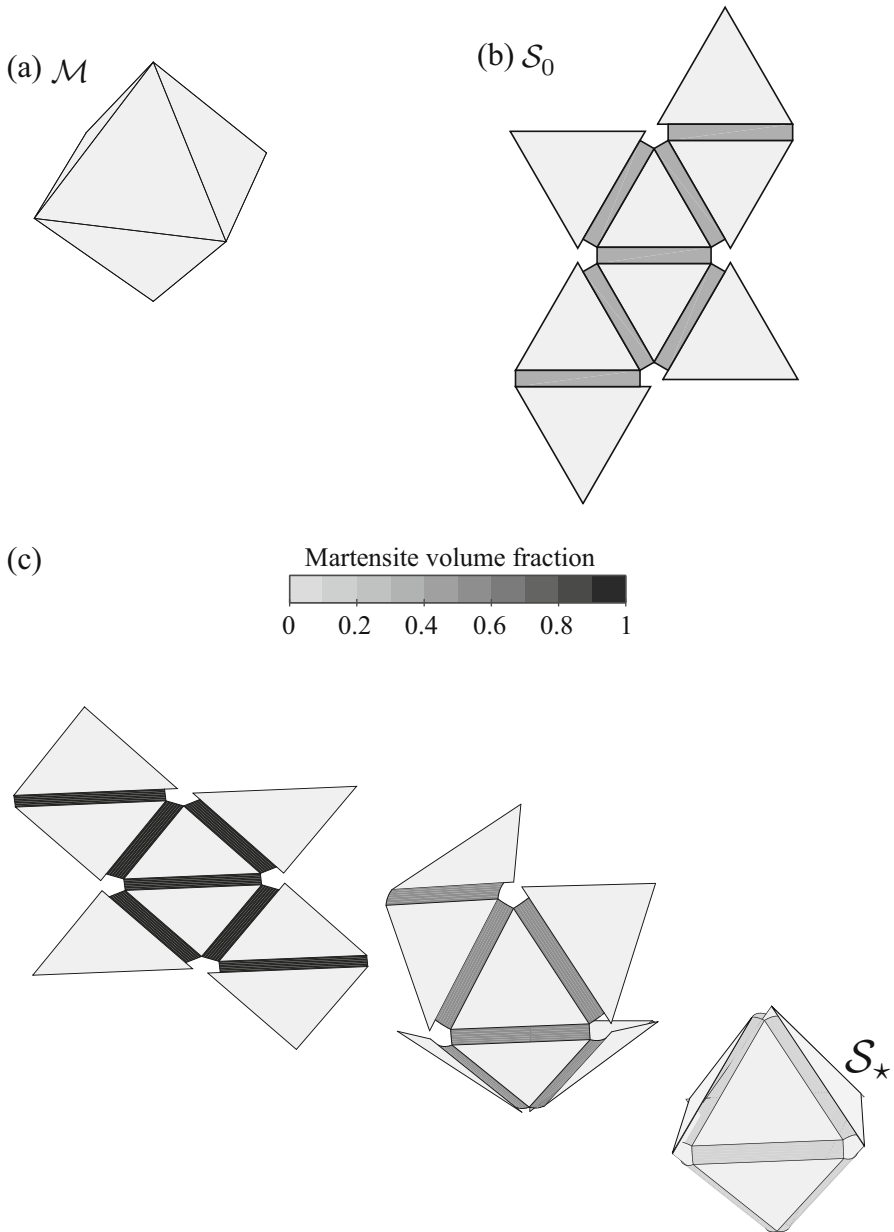 (a) ℳ
(b) 𝒮₀
(c)
Martensite volume fraction
0 0.2 0.4 0.6 0.8 1
𝒮⋆